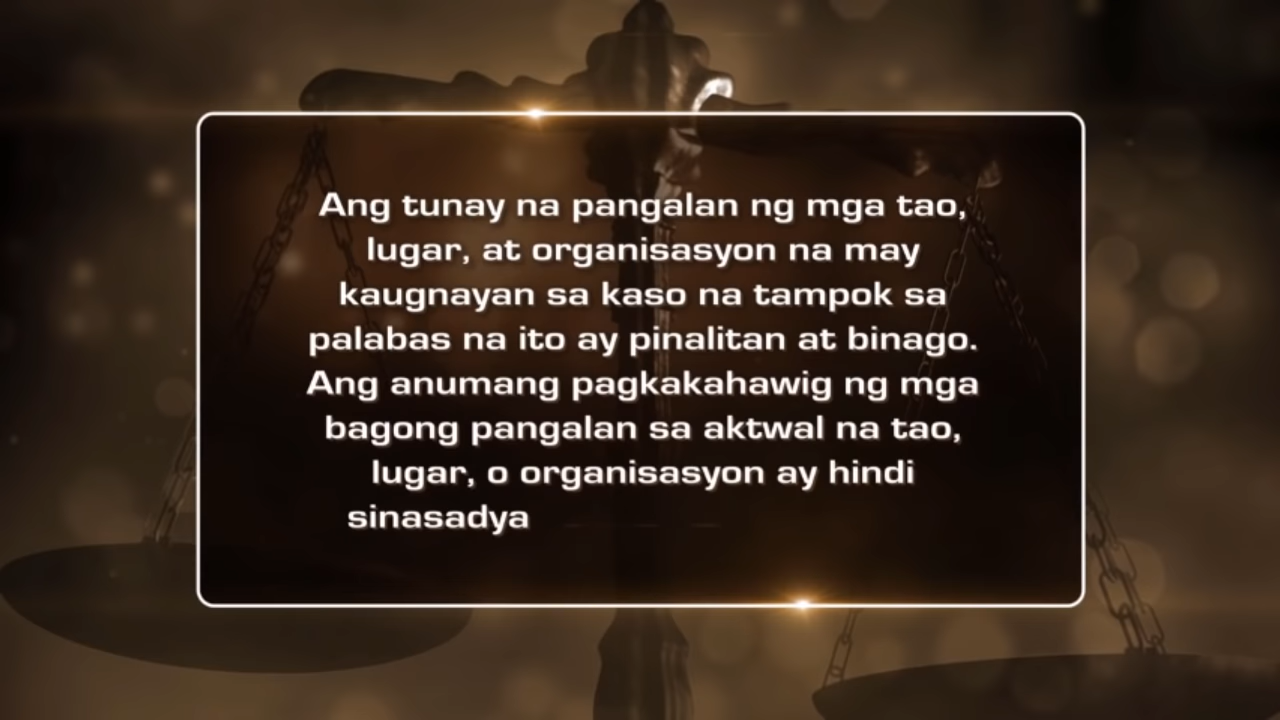 Ang tunay na pangalan ng mga tao,
lugar, at organisasyon na may
kaugnayan sa kaso na tampok sa
palabas na ito ay pinalitan at binago.
Ang anumang pagkakahawig ng mga
bagong pangalan sa aktwal na tao,
lugar, o organisasyon ay hindi
sinasadya